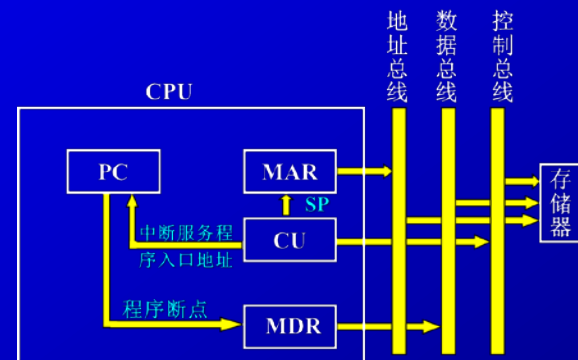 地址总线
数据总线
控制总线
CPU
PC
MAR
存储器
SP
中断服务程
序入口地址
CU
程序断点
MDR